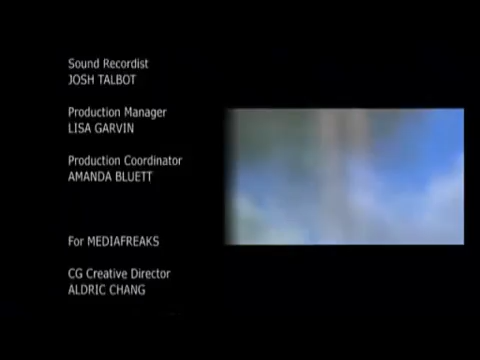 Sound Recordist
JOSH TALBOT
Production Manager
LISA GARVIN
Production Coordinator
AMANDA BLUETT
For MEDIAFREAKS
CG Creative Director
ALDRIC CHANG